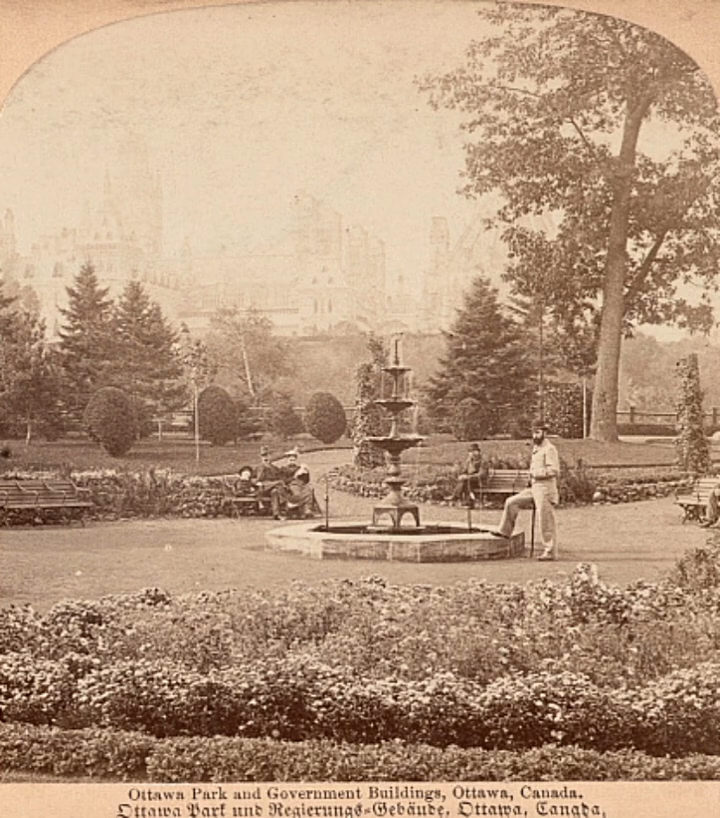 Ottawa Park and Government Buildings, Ottawa, Canada.
Ottawa Park und Regierungs-Gebäude, Ottawa, Canada,